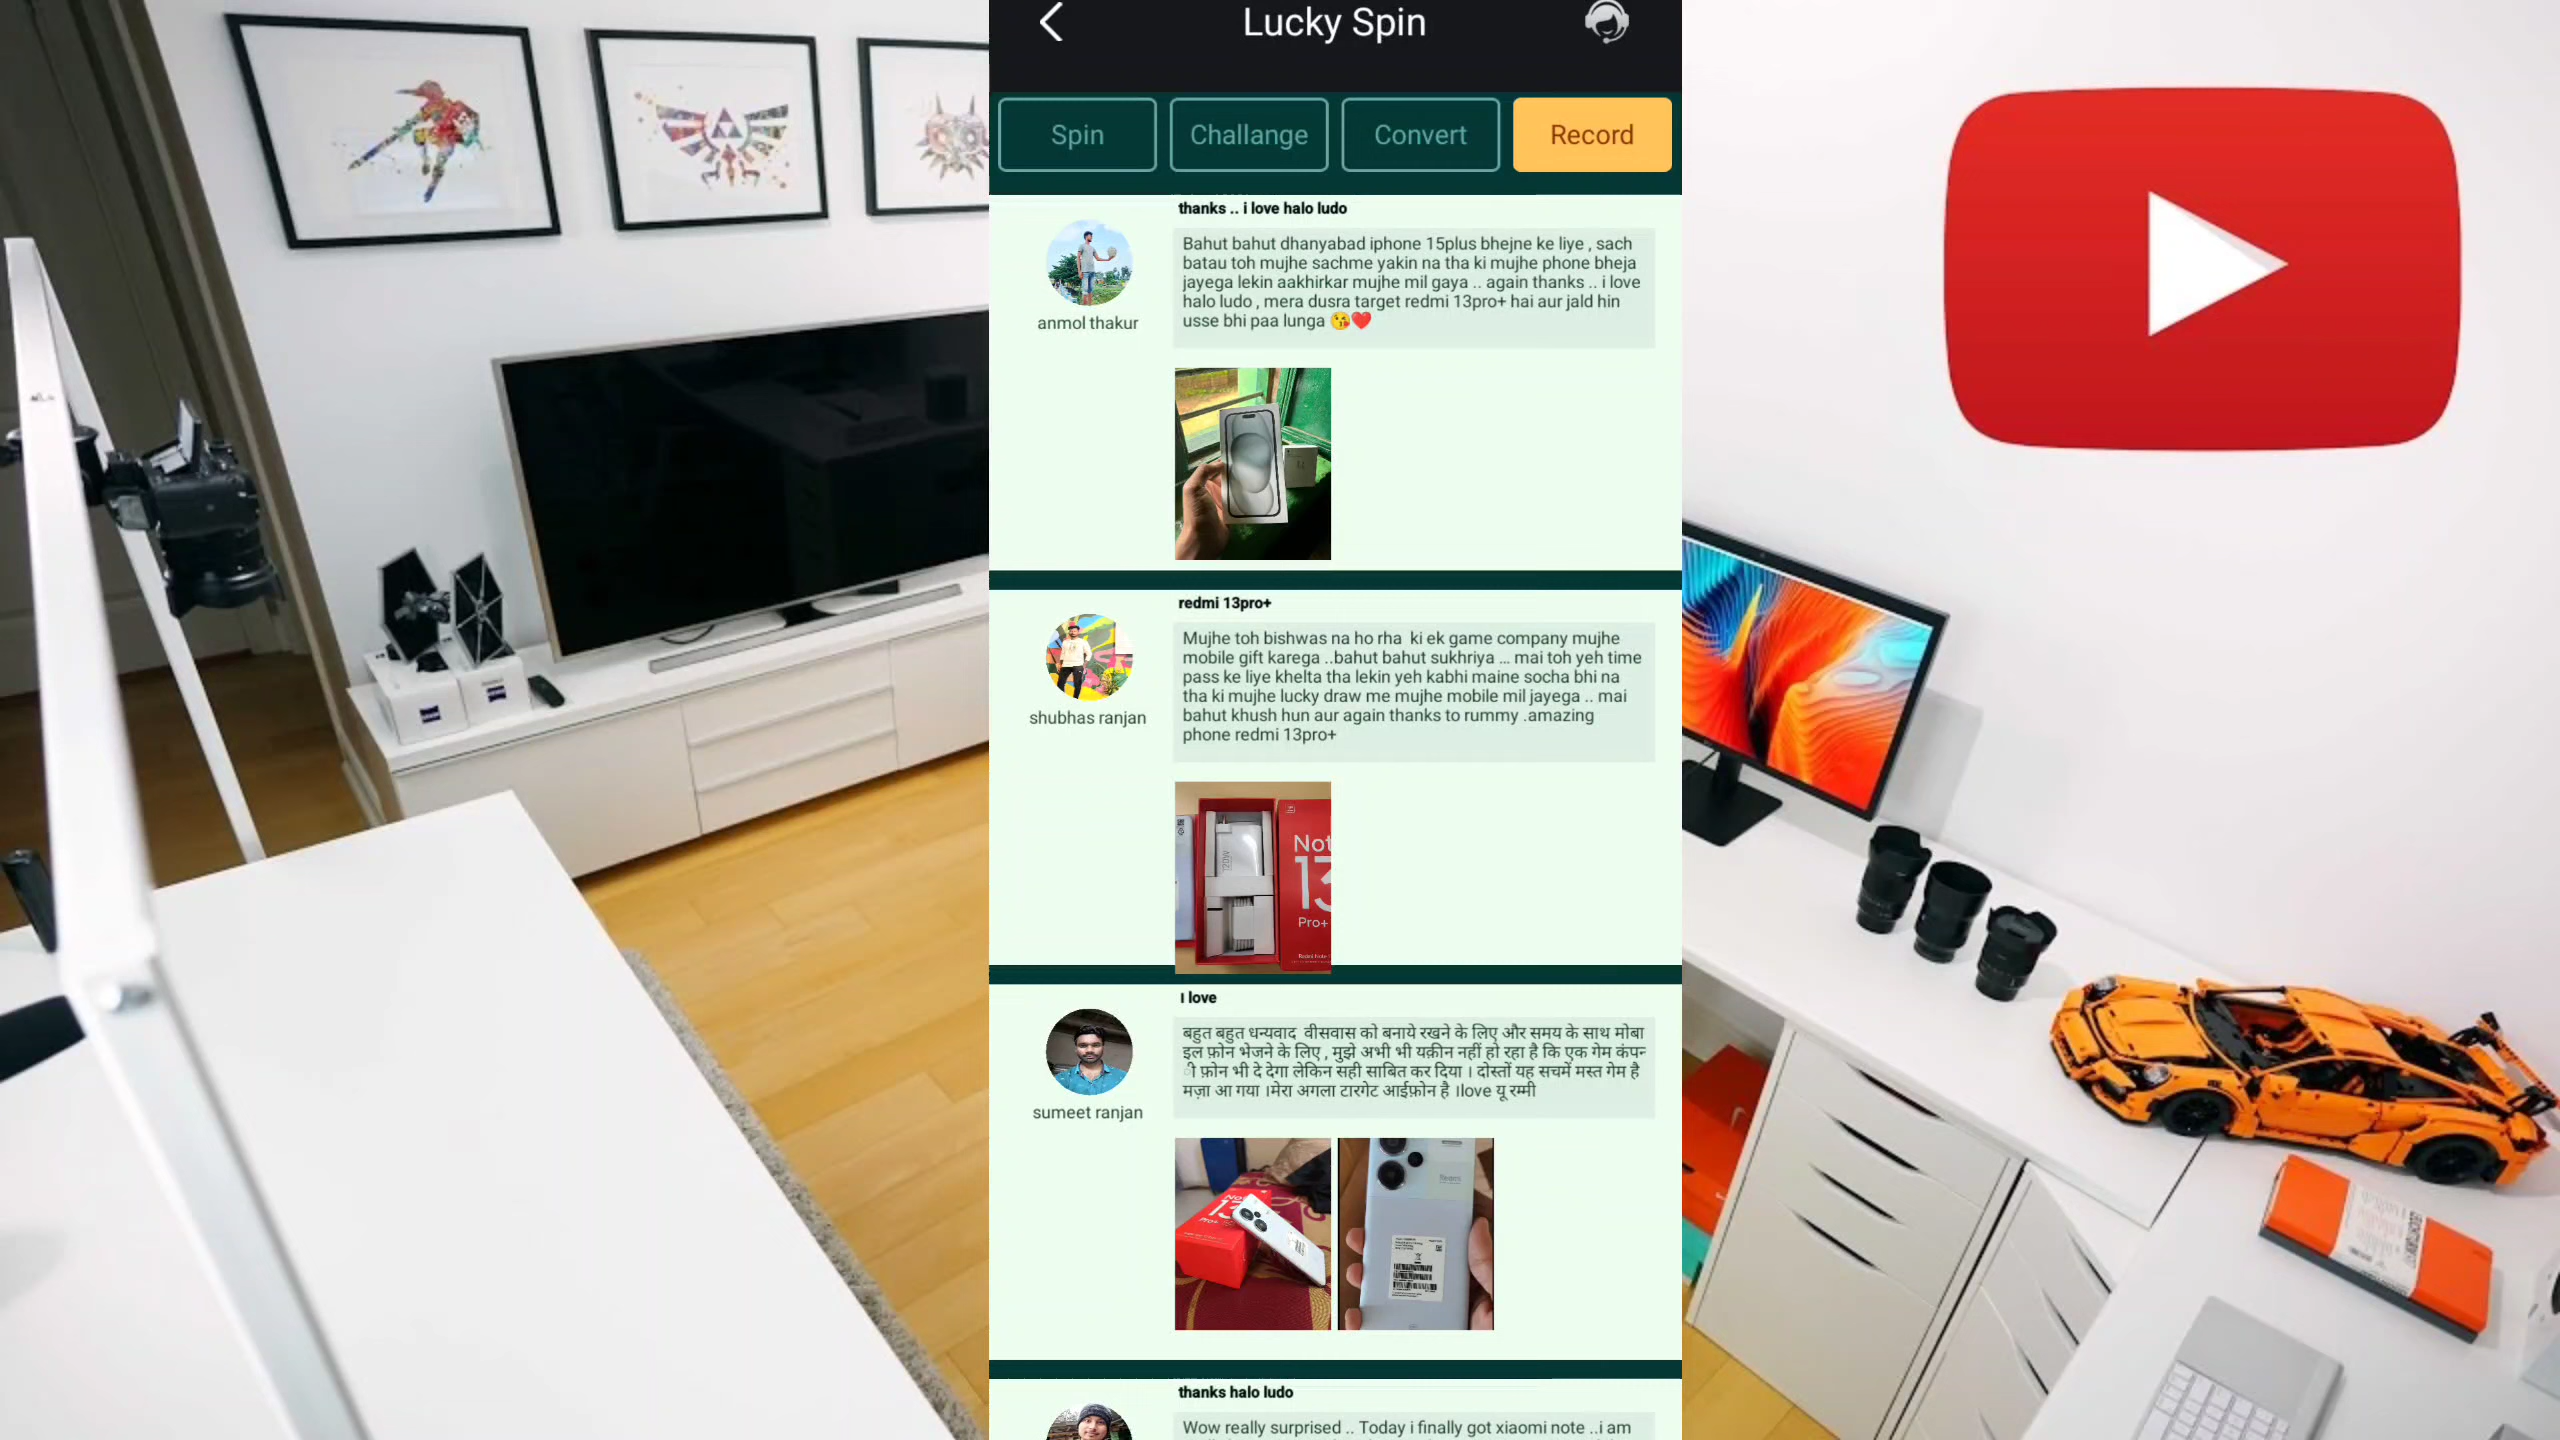 Lucky Spin
Spin
Challange
Convert
Record
thanks .. i love halo ludo
Bahut bahut dhanyabad iphone 15plus bhejne ke liye , sach
batau toh mujhe sachme yakin na tha ki mujhe phone bheja
jayega lekin aakhirkar mujhe mil gaya .. again thanks .. i love
halo ludo , mera dusra target redmi 13pro+ hai aur jald hin
usse bhi paa lunga 😘❤️
anmol thakur
redmi 13pro+
Mujhe toh bishwas na ho rha ki ek game company mujhe
mobile gift karega ..bahut bahut sukhriya ... mai toh yeh time
pass ke liye khelta tha lekin yeh kabhi maine socha bhi na
tha ki mujhe lucky draw me mujhe mobile mil jayega .. mai
bahut khush hun aur again thanks to rummy .amazing
phone redmi 13pro+
shubhas ranjan
120W
Not
13
Pro+
Redmi Note
I love
बहुत बहुत धन्यवाद वीसवास को बनाये रखने के लिए और समय के साथ मोबा
इल फ़ोन भेजने के लिए , मुझे अभी भी यक़ीन नहीं हो रहा है कि एक गेम कंपन
ी फ़ोन भी दे देगा लेकिन सही साबित कर दिया । दोस्तों यह सचमें मस्त गेम है
मज़ा आ गया ।मेरा अगला टारगेट आईफ़ोन है ।love यू रम्मी
sumeet ranjan
Not
13
Pro+
Redmi
thanks halo ludo
Wow really surprised .. Today i finally got xiaomi note ..i am